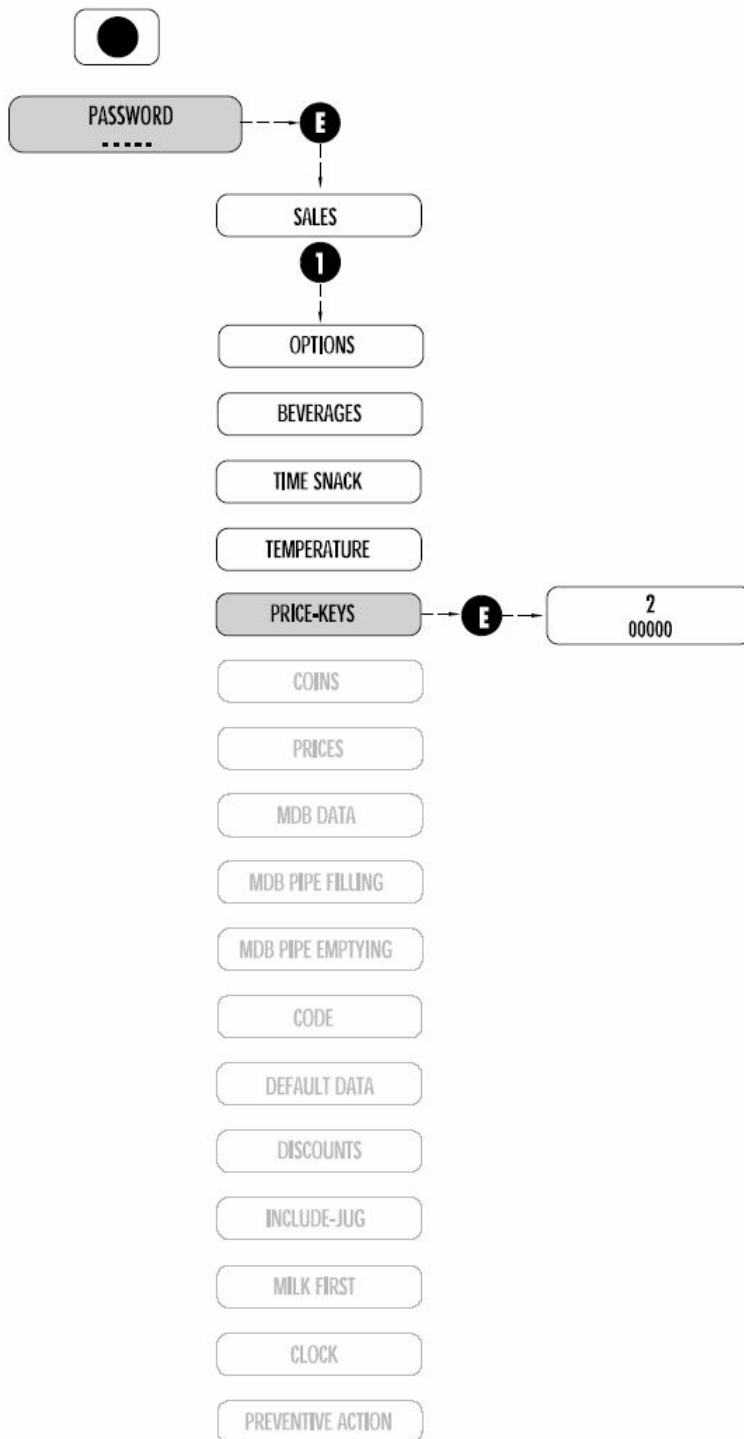 PASSWORD
.....
E
SALES
1
OPTIONS
BEVERAGES
TIME SNACK
TEMPERATURE
PRICE-KEYS
E
2
00000
COINS
PRICES
MDB DATA
MDB PIPE FILLING
MDB PIPE EMPTYING
CODE
DEFAULT DATA
DISCOUNTS
INCLUDE-JUG
MILK FIRST
CLOCK
PREVENTIVE ACTION